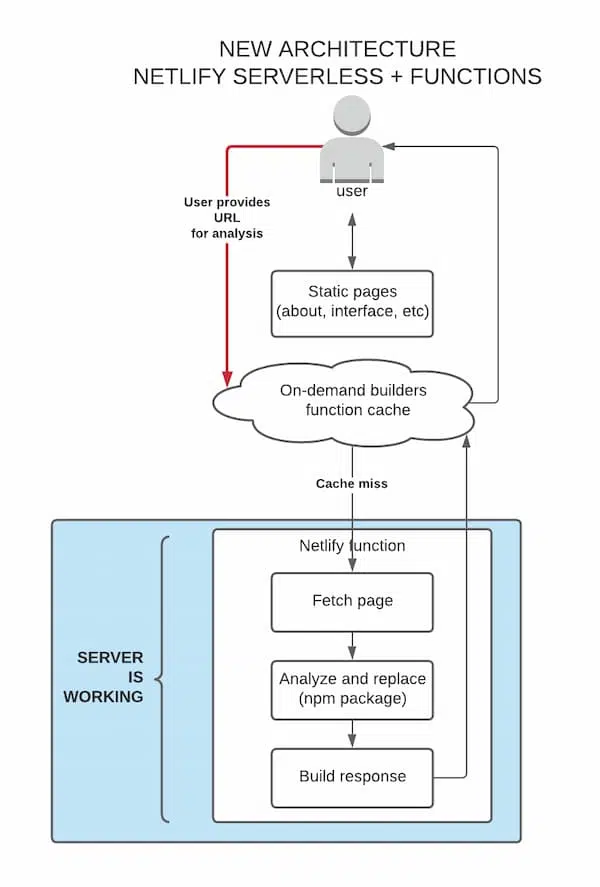 NEW ARCHITECTURE
NETLIFY SERVERLESS + FUNCTIONS
user
User provides
URL
for analysis
Static pages
(about, interface, etc)
On-demand builders
function cache
Cache miss
Netlify function
Fetch page
SERVER
IS
WORKING
Analyze and replace
(npm package)
Build response